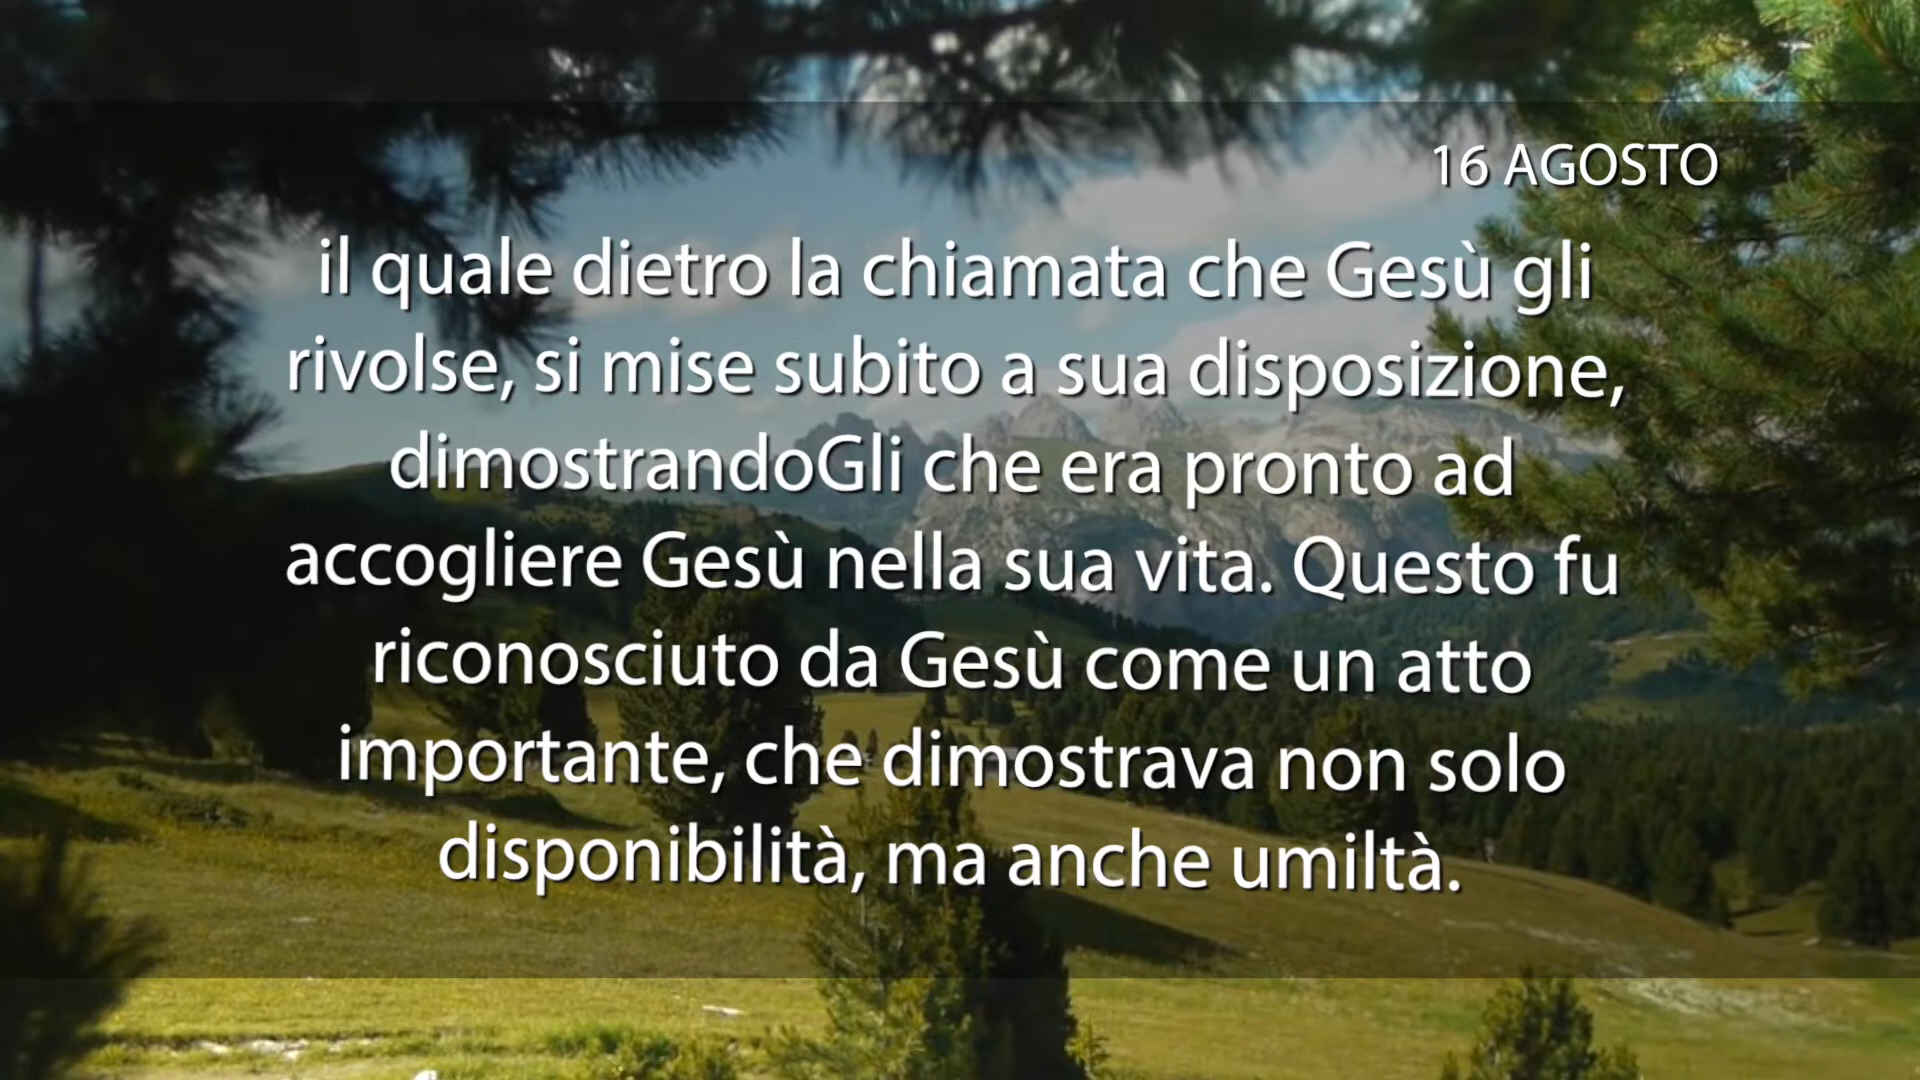 16 AGOSTO
il quale dietro la chiamata che Gesù gli
rivolse, si mise subito a sua disposizione,
dimostrandoGli che era pronto ad
accogliere Gesù nella sua vita. Questo fu
riconosciuto da Gesù come un atto
importante, che dimostrava non solo
disponibilità, ma anche umiltà.